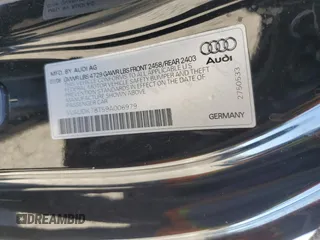 MFD. BY AUDI AG
GVWR LBS 4729 GAWR LBS FRONT 2458/REAR 2403
THIS VEHICLE CONFORMS TO ALL APPLICABLE
FEDERAL MOTOR VEHICLE SAFETY, BUMPER AND THEFT
PREVENTION STANDARDS IN EFFECT ON THE DATE OF
MANUFACTURE SHOWN ABOVE.
PASSENGER CAR
Audi
GERMANY
DREAMBID